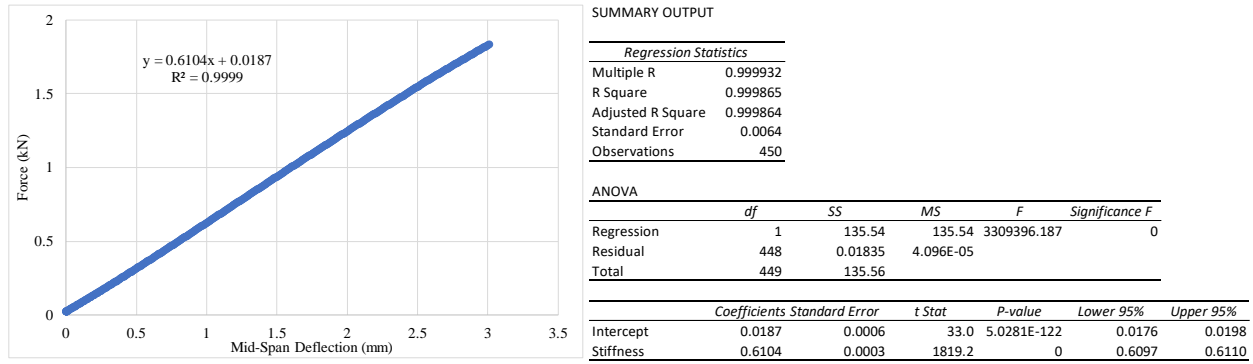 2
1.5
1
0.5
0
0 0.5 1 1.5 2 2.5 3 3.5
Force (kN)
Mid-Span Deflection (mm)
y = 0.6104x + 0.0187
R² = 0.9999
SUMMARY OUTPUT
Regression Statistics
Multiple R 0.999932
R Square 0.999865
Adjusted R Square 0.999864
Standard Error 0.0064
Observations 450
ANOVA
df SS MS F Significance F
Regression 1 135.54 135.54 3309396.187 0
Residual 448 0.01835 4.096E-05
Total 449 135.56
Coefficients Standard Error t Stat P-value Lower 95% Upper 95%
Intercept 0.0187 0.0006 33.0 5.0281E-122 0.0176 0.0198
Stiffness 0.6104 0.0003 1819.2 0 0.6097 0.6110